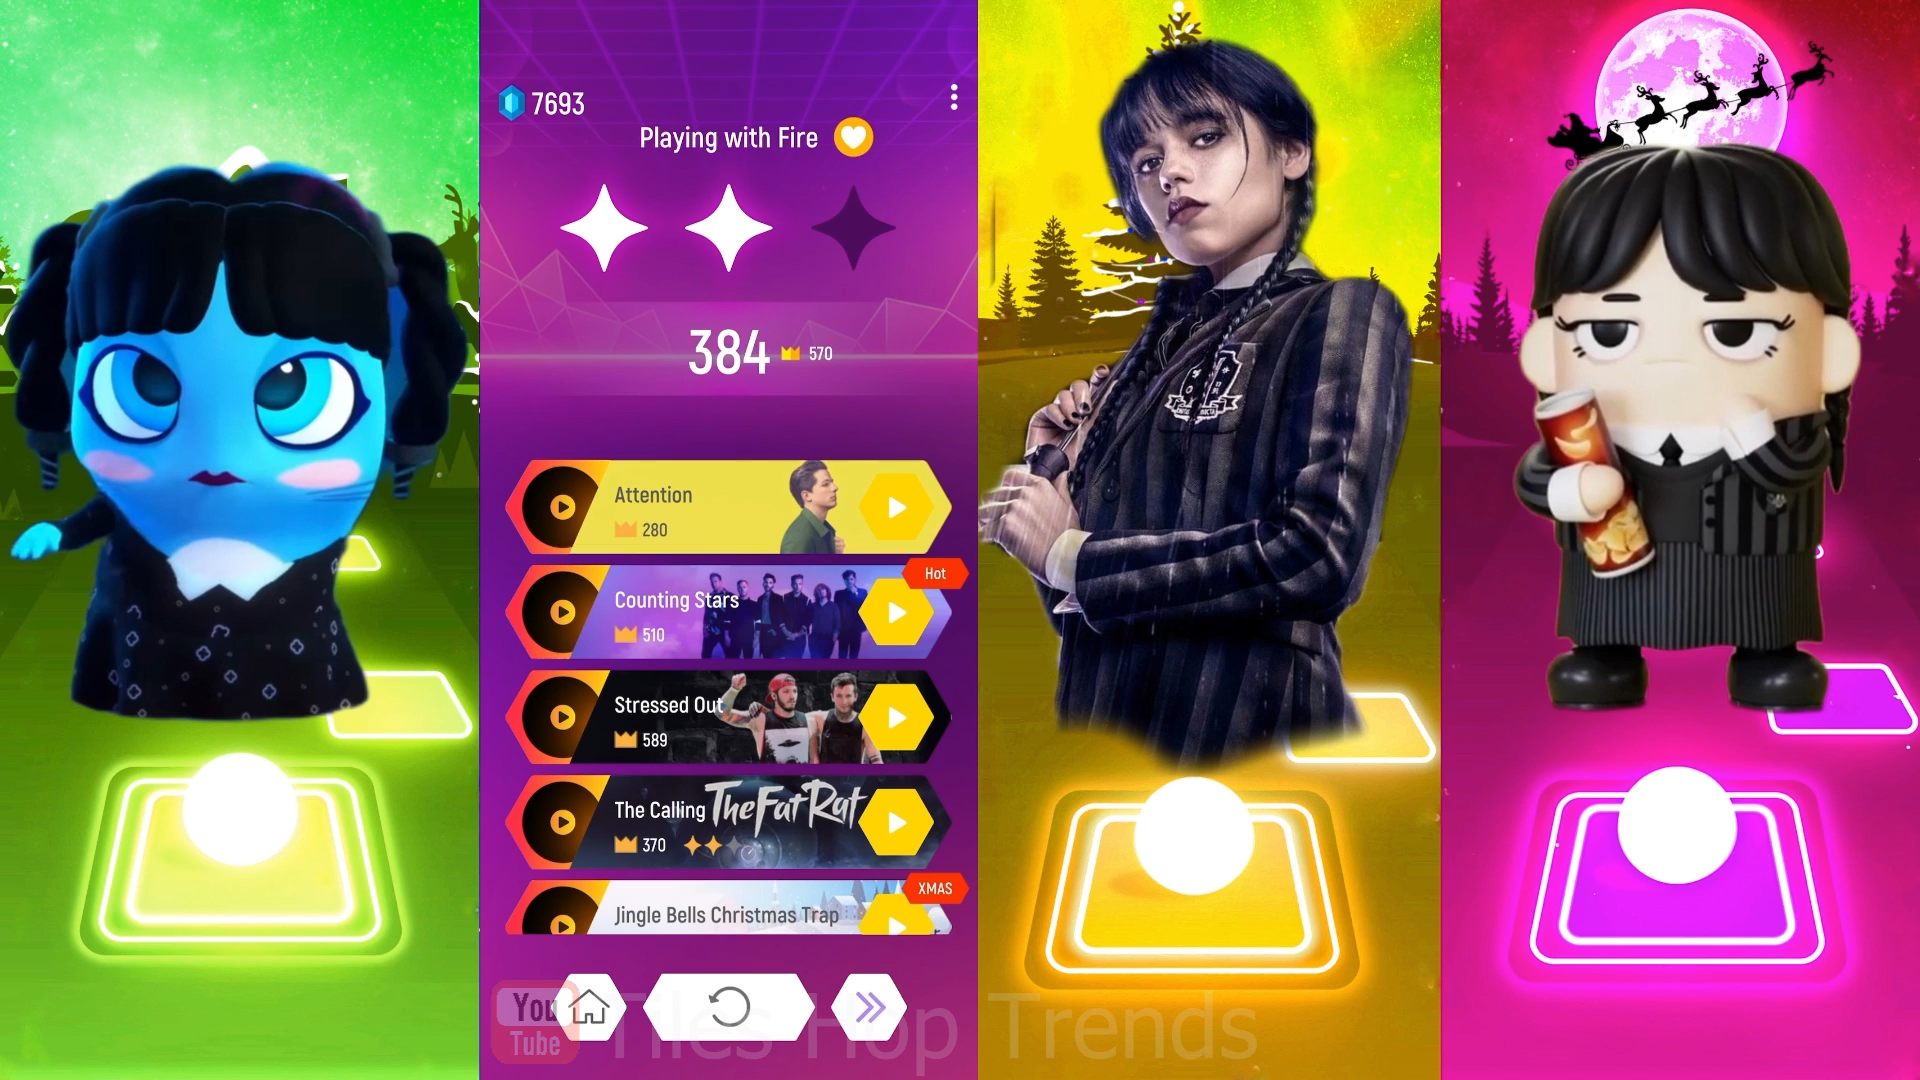 7693
Playing with Fire
384 570
Attention
280
Hot
Counting Stars
510
Stressed Out
589
The Calling
TheFatRat
370
XMAS
Jingle Bells Christmas Trap
You
Tube
Tiles Hop Trends